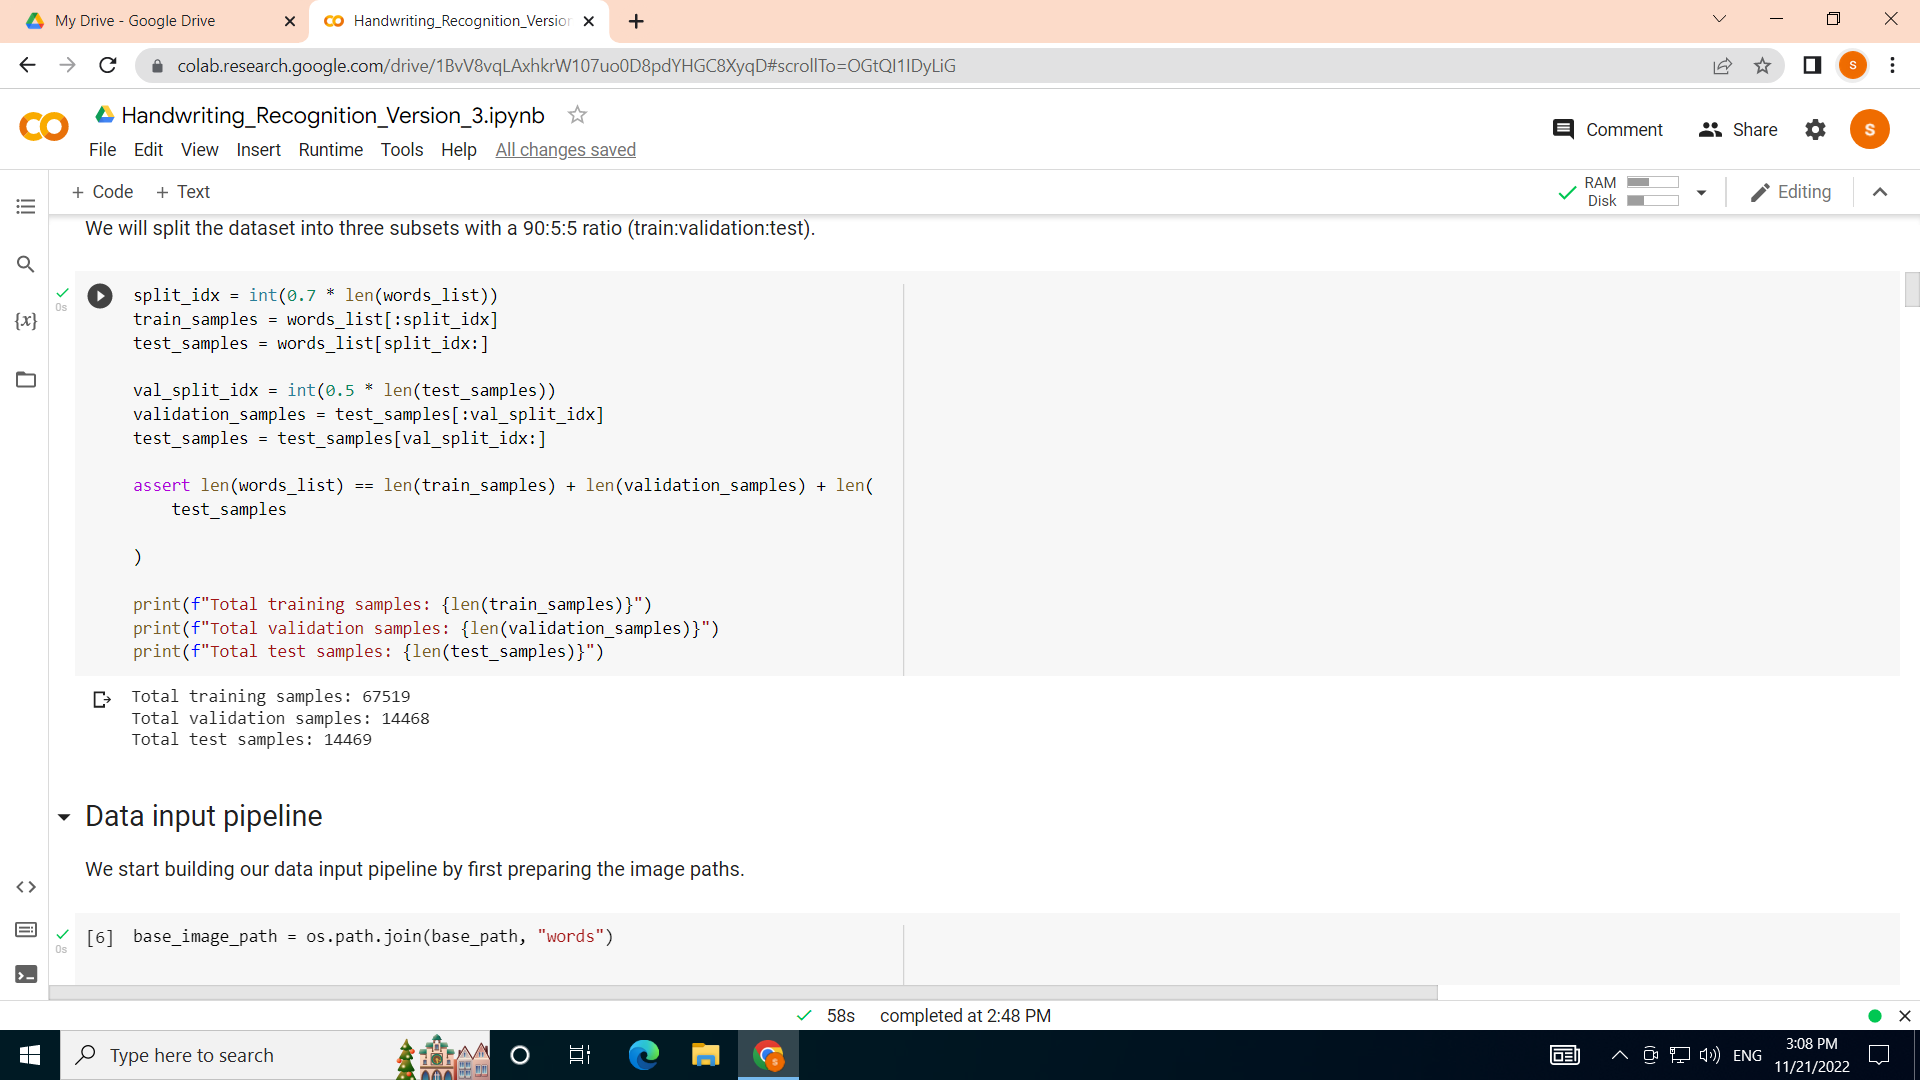 My Drive - Google Drive
Handwriting_Recognition_Version
colab.research.google.com/drive/1BvV8vqLAxhkrW107uo0D8pdYHGC8XyqD#scrollTo=OGtQI1IDyLiG
S
Handwriting_Recognition_Version_3.ipynb
File Edit View Insert Runtime Tools Help All changes saved
Comment Share S
+ Code + Text
RAM
Disk
Editing
We will split the dataset into three subsets with a 90:5:5 ratio (train:validation:test).
{x}
0s
split_idx = int(0.7 * len(words_list))
train_samples = words_list[:split_idx]
test_samples = words_list[split_idx:]
val_split_idx = int(0.5 * len(test_samples))
validation_samples = test_samples[:val_split_idx]
test_samples = test_samples[val_split_idx:]
assert len(words_list) == len(train_samples) + len(validation_samples) + len(
    test_samples
)
print(f"Total training samples: {len(train_samples)}")
print(f"Total validation samples: {len(validation_samples)}")
print(f"Total test samples: {len(test_samples)}")
Total training samples: 67519
Total validation samples: 14468
Total test samples: 14469
Data input pipeline
We start building our data input pipeline by first preparing the image paths.
0s
[6] base_image_path = os.path.join(base_path, "words")
58s completed at 2:48 PM
Type here to search
ENG
3:08 PM
11/21/2022